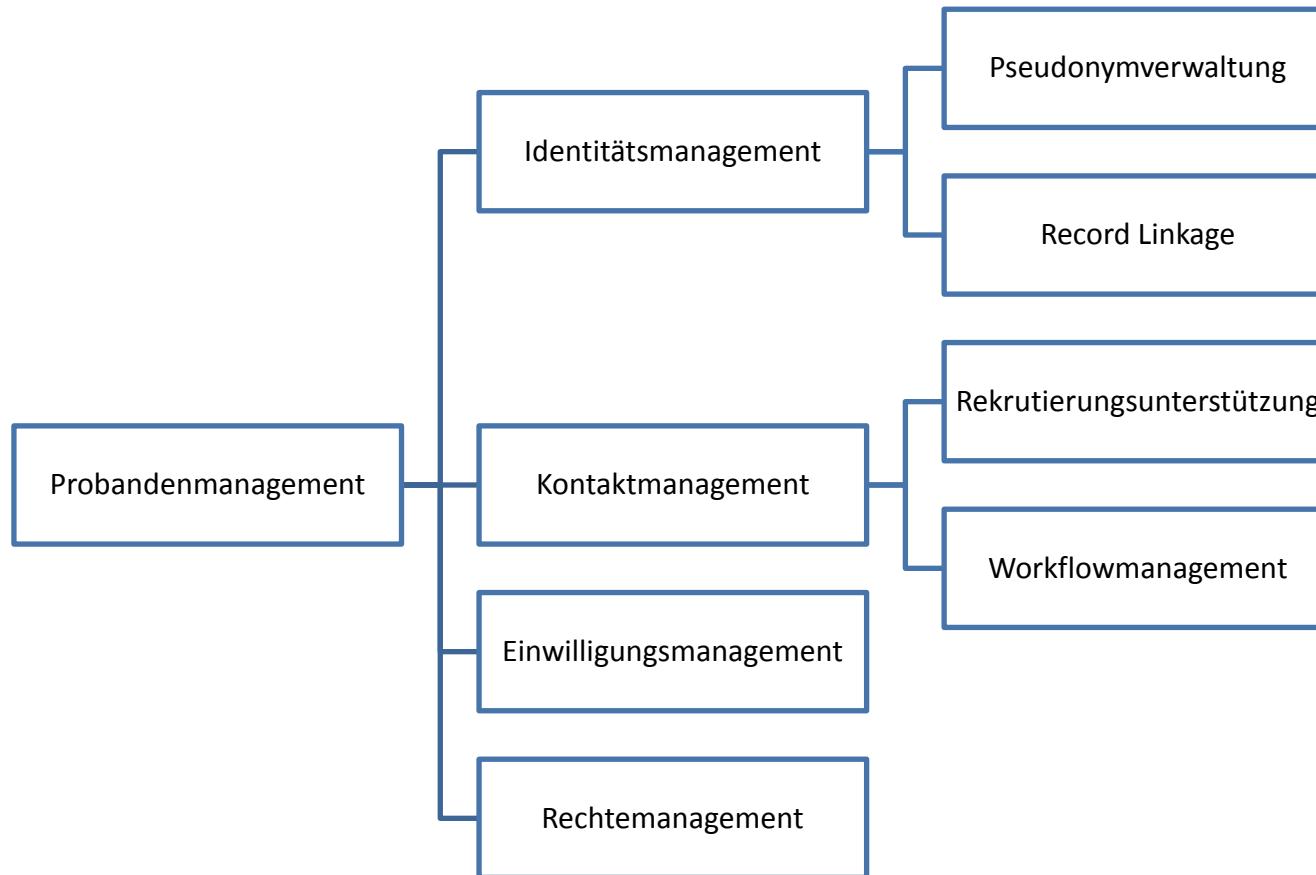 Probandenmanagement
Identitätsmanagement
Pseudonymverwaltung
Record Linkage
Kontaktmanagement
Rekrutierungsunterstützung
Workflowmanagement
Einwilligungsmanagement
Rechtemanagement